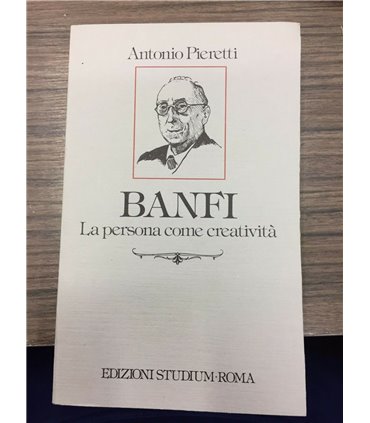 Antonio Pieretti
BANFI
La persona come creatività
EDIZIONI STUDIUM·ROMA